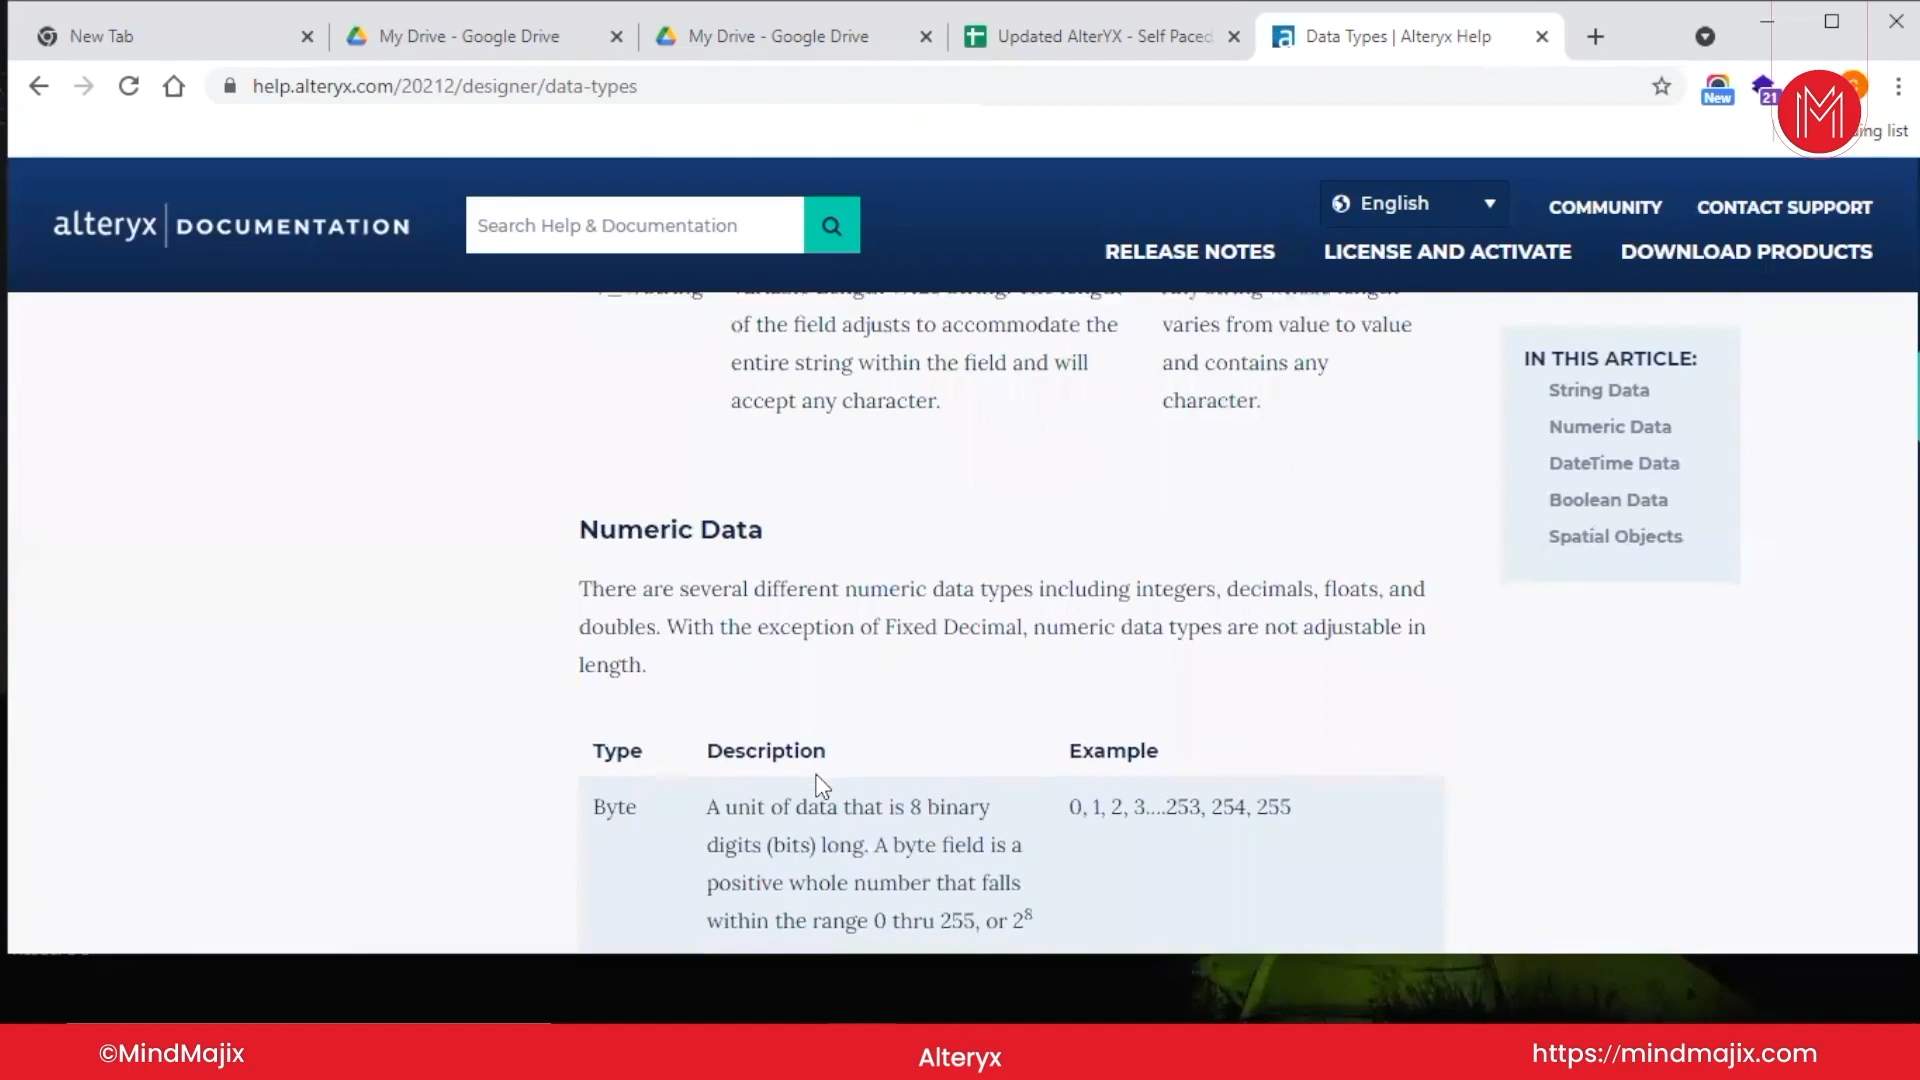 New Tab
My Drive - Google Drive
My Drive - Google Drive
Updated AlterYX - Self Paced
Data Types | Alteryx Help
help.alteryx.com/20212/designer/data-types
New
21
ing list
alteryx DOCUMENTATION
Search Help & Documentation
English
COMMUNITY
CONTACT SUPPORT
RELEASE NOTES
LICENSE AND ACTIVATE
DOWNLOAD PRODUCTS
of the field adjusts to accommodate the
entire string within the field and will
accept any character.
varies from value to value
and contains any
character.
IN THIS ARTICLE:
String Data
Numeric Data
DateTime Data
Boolean Data
Spatial Objects
Numeric Data
There are several different numeric data types including integers, decimals, floats, and
doubles. With the exception of Fixed Decimal, numeric data types are not adjustable in
length.
Type Description Example
Byte
A unit of data that is 8 binary
digits (bits) long. A byte field is a
positive whole number that falls
within the range 0 thru 255, or 2⁸
0, 1, 2, 3....253, 254, 255
©MindMajix
Alteryx
https://mindmajix.com